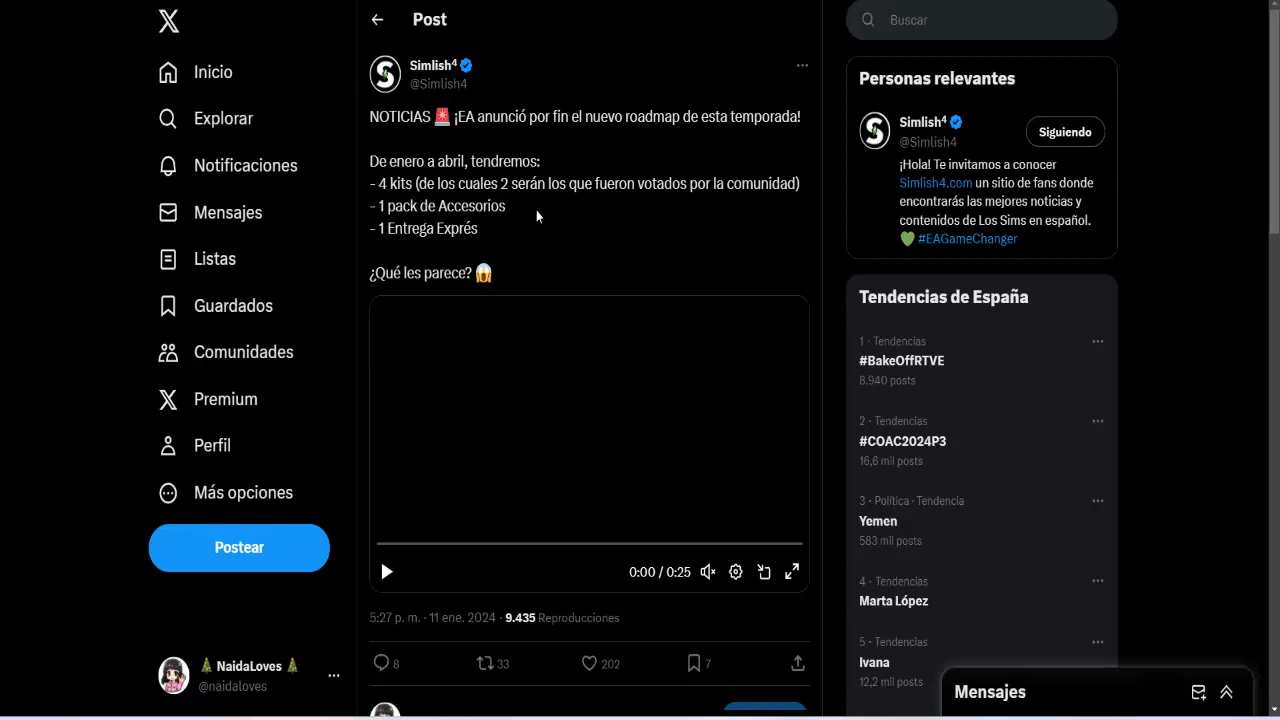 Inicio
Explorar
Notificaciones
Mensajes
Listas
Guardados
Comunidades
Premium
Perfil
Más opciones
Postear
🎄 NaidaLoves 🎄
@naidaloves
Post
Simlish⁴
@Simlish4
NOTICIAS 🚨 ¡EA anunció por fin el nuevo roadmap de esta temporada!
De enero a abril, tendremos:
- 4 kits (de los cuales 2 serán los que fueron votados por la comunidad)
- 1 pack de Accesorios
- 1 Entrega Exprés
¿Qué les parece? 😱
0:00 / 0:25
5:27 p. m. · 11 ene. 2024 · 9.435 Reproducciones
8 33 202 7
Buscar
Personas relevantes
Simlish⁴
@Simlish4
Siguiendo
¡Hola! Te invitamos a conocer
Simlish4.com un sitio de fans donde
encontrarás las mejores noticias y
contenidos de Los Sims en español.
💚 #EAGameChanger
Tendencias de España
1 · Tendencias
#BakeOffRTVE
8.940 posts
2 · Tendencias
#COAC2024P3
16,6 mil posts
3 · Política · Tendencia
Yemen
583 mil posts
4 · Tendencias
Marta López
5 · Tendencias
Ivana
12,2 mil posts
Mensajes